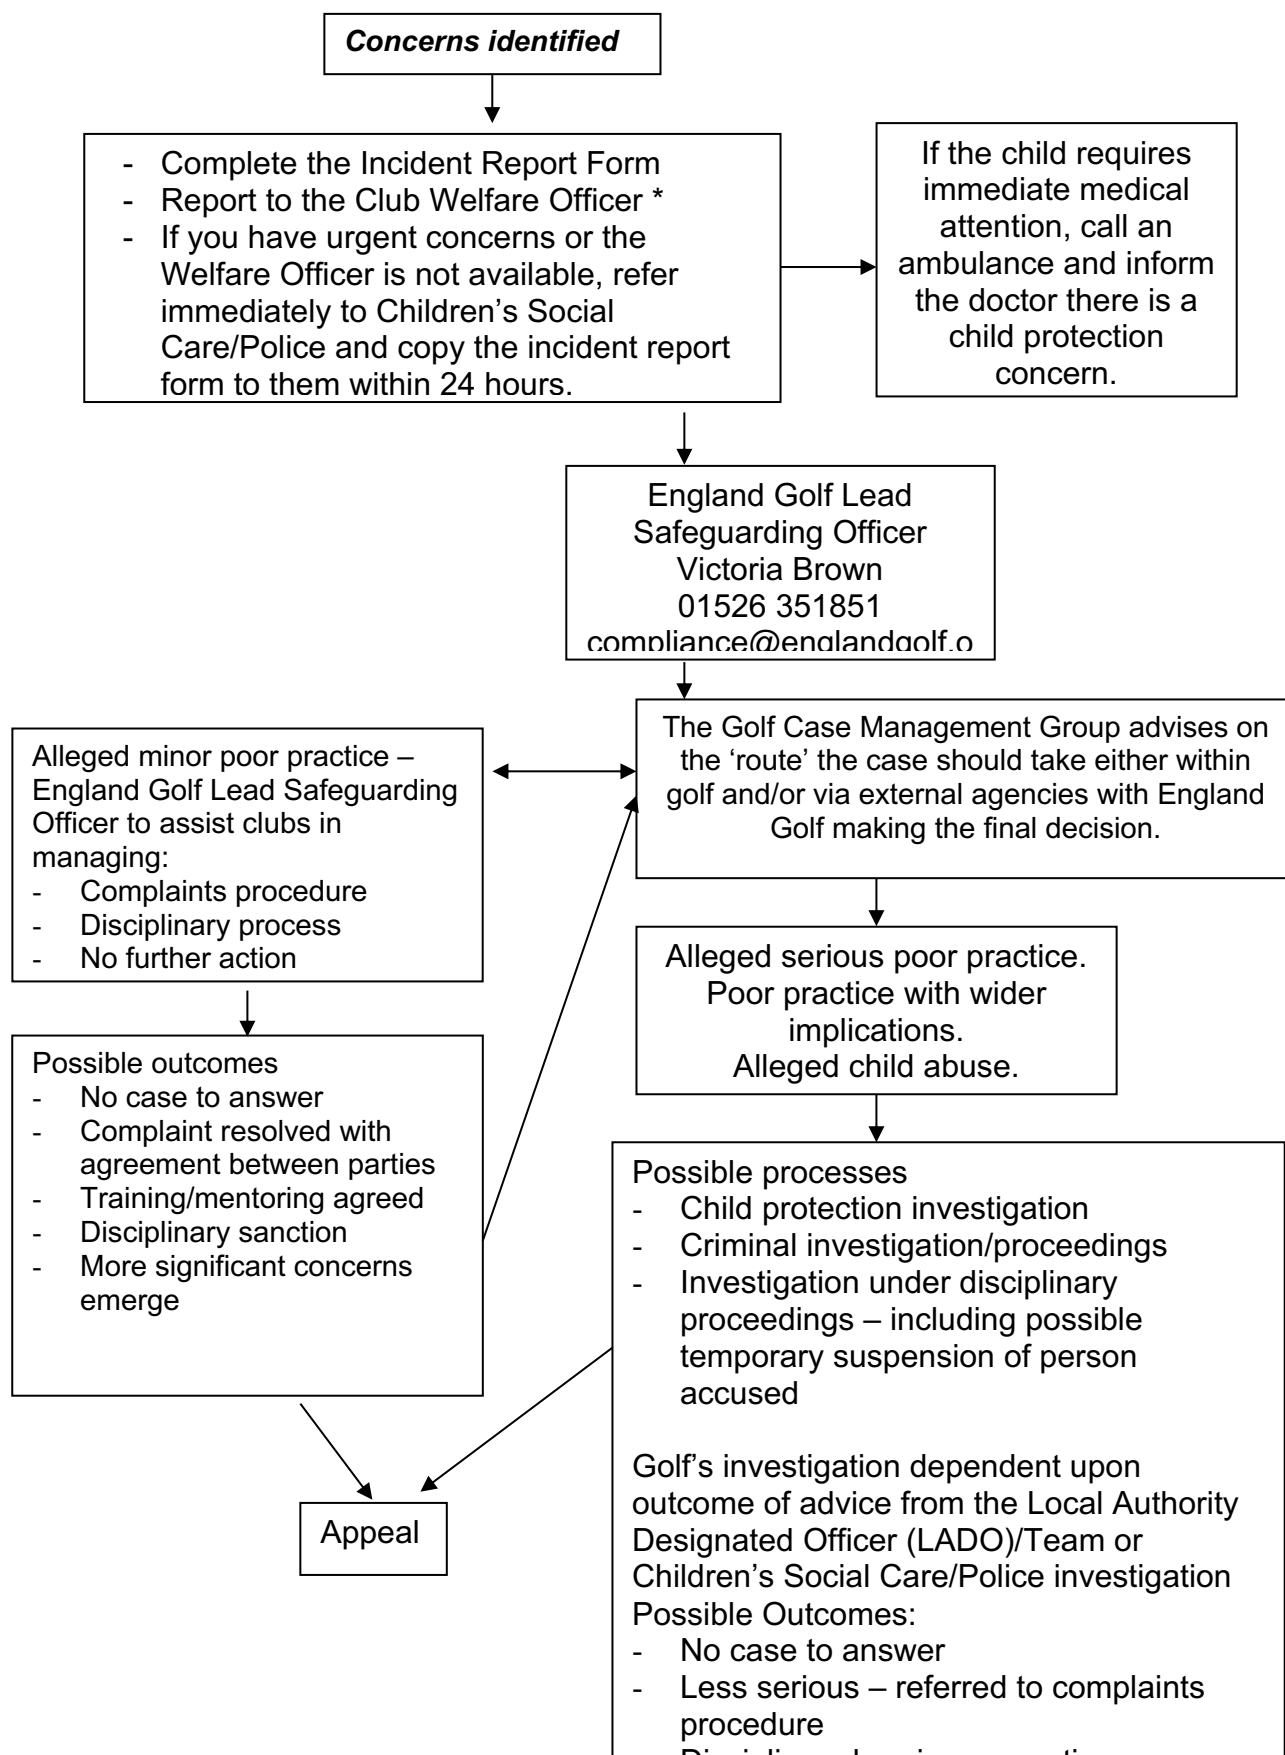 Concerns identified
- Complete the Incident Report Form
- Report to the Club Welfare Officer *
- If you have urgent concerns or the
Welfare Officer is not available, refer
immediately to Children’s Social
Care/Police and copy the incident report
form to them within 24 hours.
If the child requires
immediate medical
attention, call an
ambulance and inform
the doctor there is a
child protection
concern.
England Golf Lead
Safeguarding Officer
Victoria Brown
01526 351851
compliance@englandgolf.o
The Golf Case Management Group advises on
the ‘route’ the case should take either within
golf and/or via external agencies with England
Golf making the final decision.
Alleged minor poor practice –
England Golf Lead Safeguarding
Officer to assist clubs in
managing:
- Complaints procedure
- Disciplinary process
- No further action
Alleged serious poor practice.
Poor practice with wider
implications.
Alleged child abuse.
Possible outcomes
- No case to answer
- Complaint resolved with
agreement between parties
- Training/mentoring agreed
- Disciplinary sanction
- More significant concerns
emerge
Possible processes
- Child protection investigation
- Criminal investigation/proceedings
- Investigation under disciplinary
proceedings – including possible
temporary suspension of person
accused
Golf’s investigation dependent upon
outcome of advice from the Local Authority
Designated Officer (LADO)/Team or
Children’s Social Care/Police investigation
Possible Outcomes:
- No case to answer
- Less serious – referred to complaints
procedure
Appeal